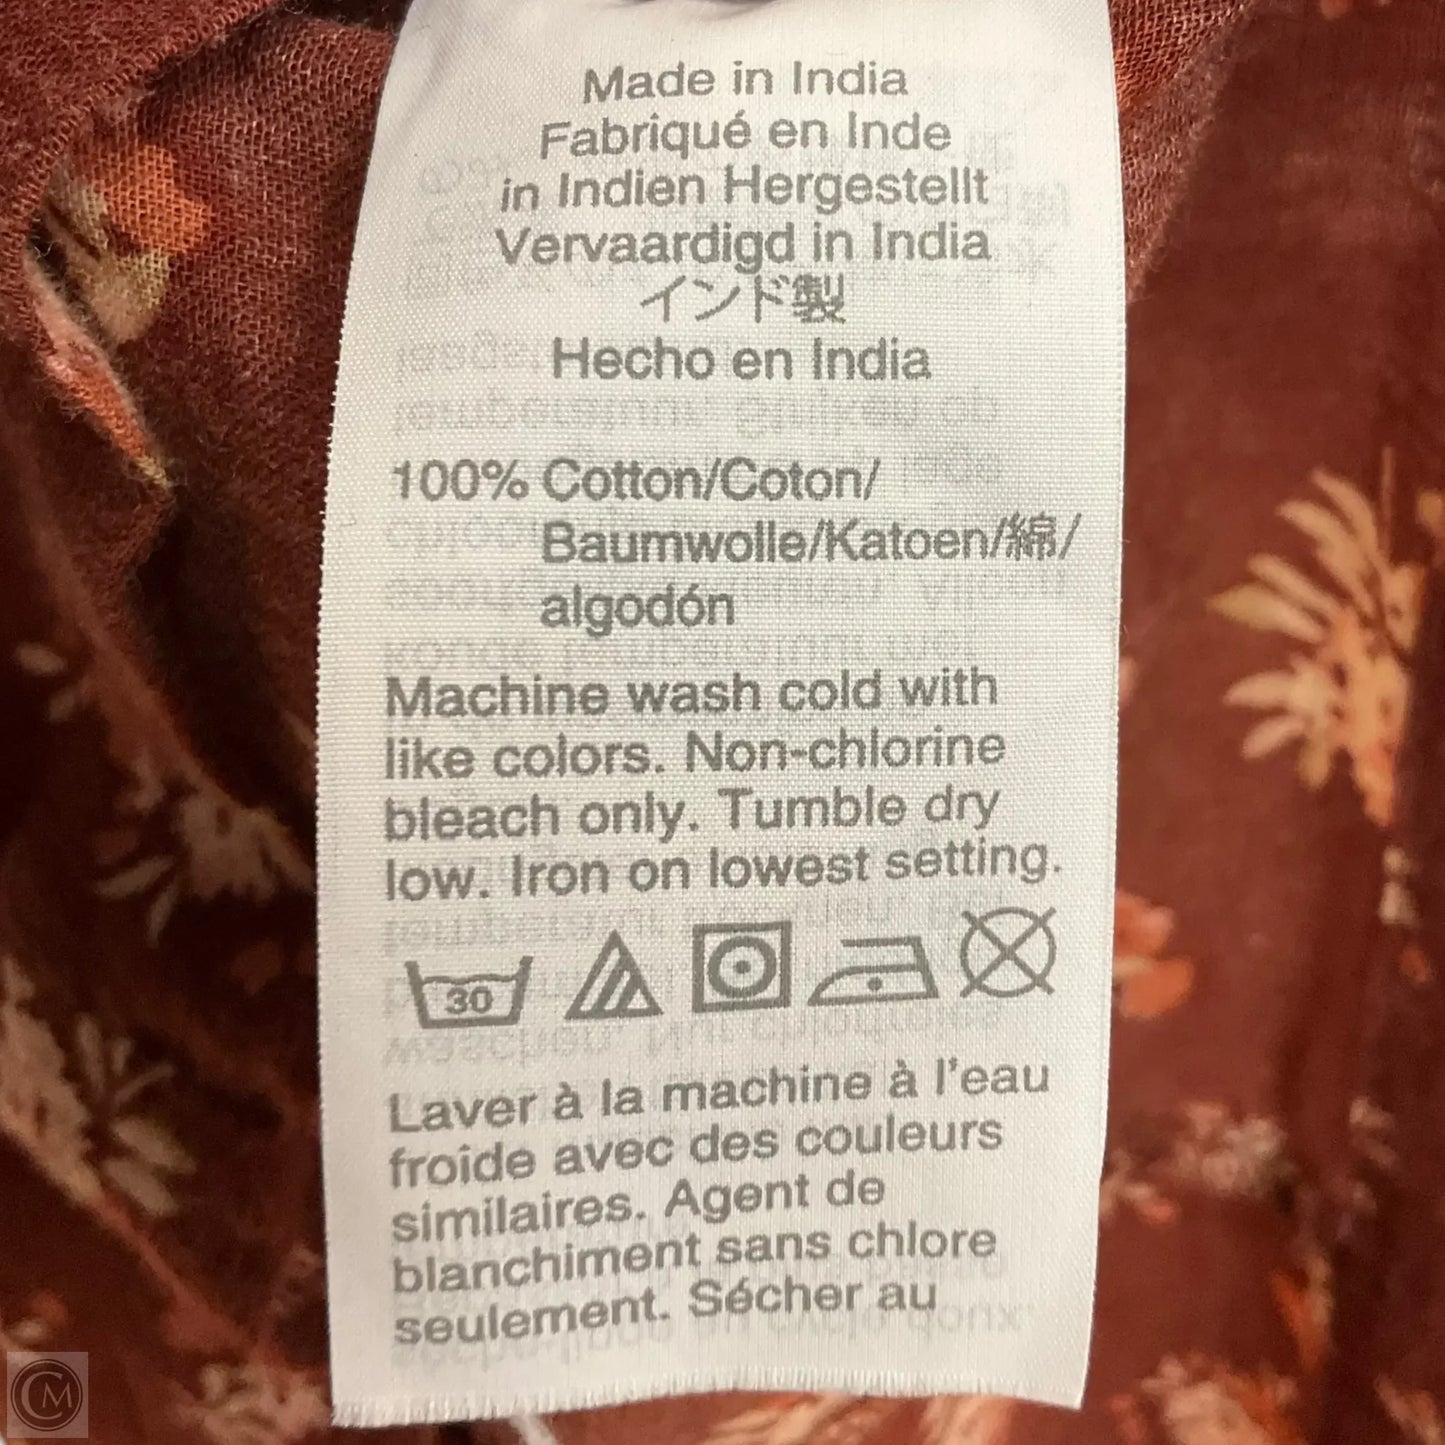 Made in India
Fabriqué en Inde
in Indien Hergestellt
Vervaardigd in India
インド製
Hecho en India
100% Cotton/Coton/
Baumwolle/Katoen/綿/
algodón
Machine wash cold with
like colors. Non-chlorine
bleach only. Tumble dry
low. Iron on lowest setting.
30
Laver à la machine à l'eau
froide avec des couleurs
similaires. Agent de
blanchiment sans chlore
seulement. Sécher au
CM